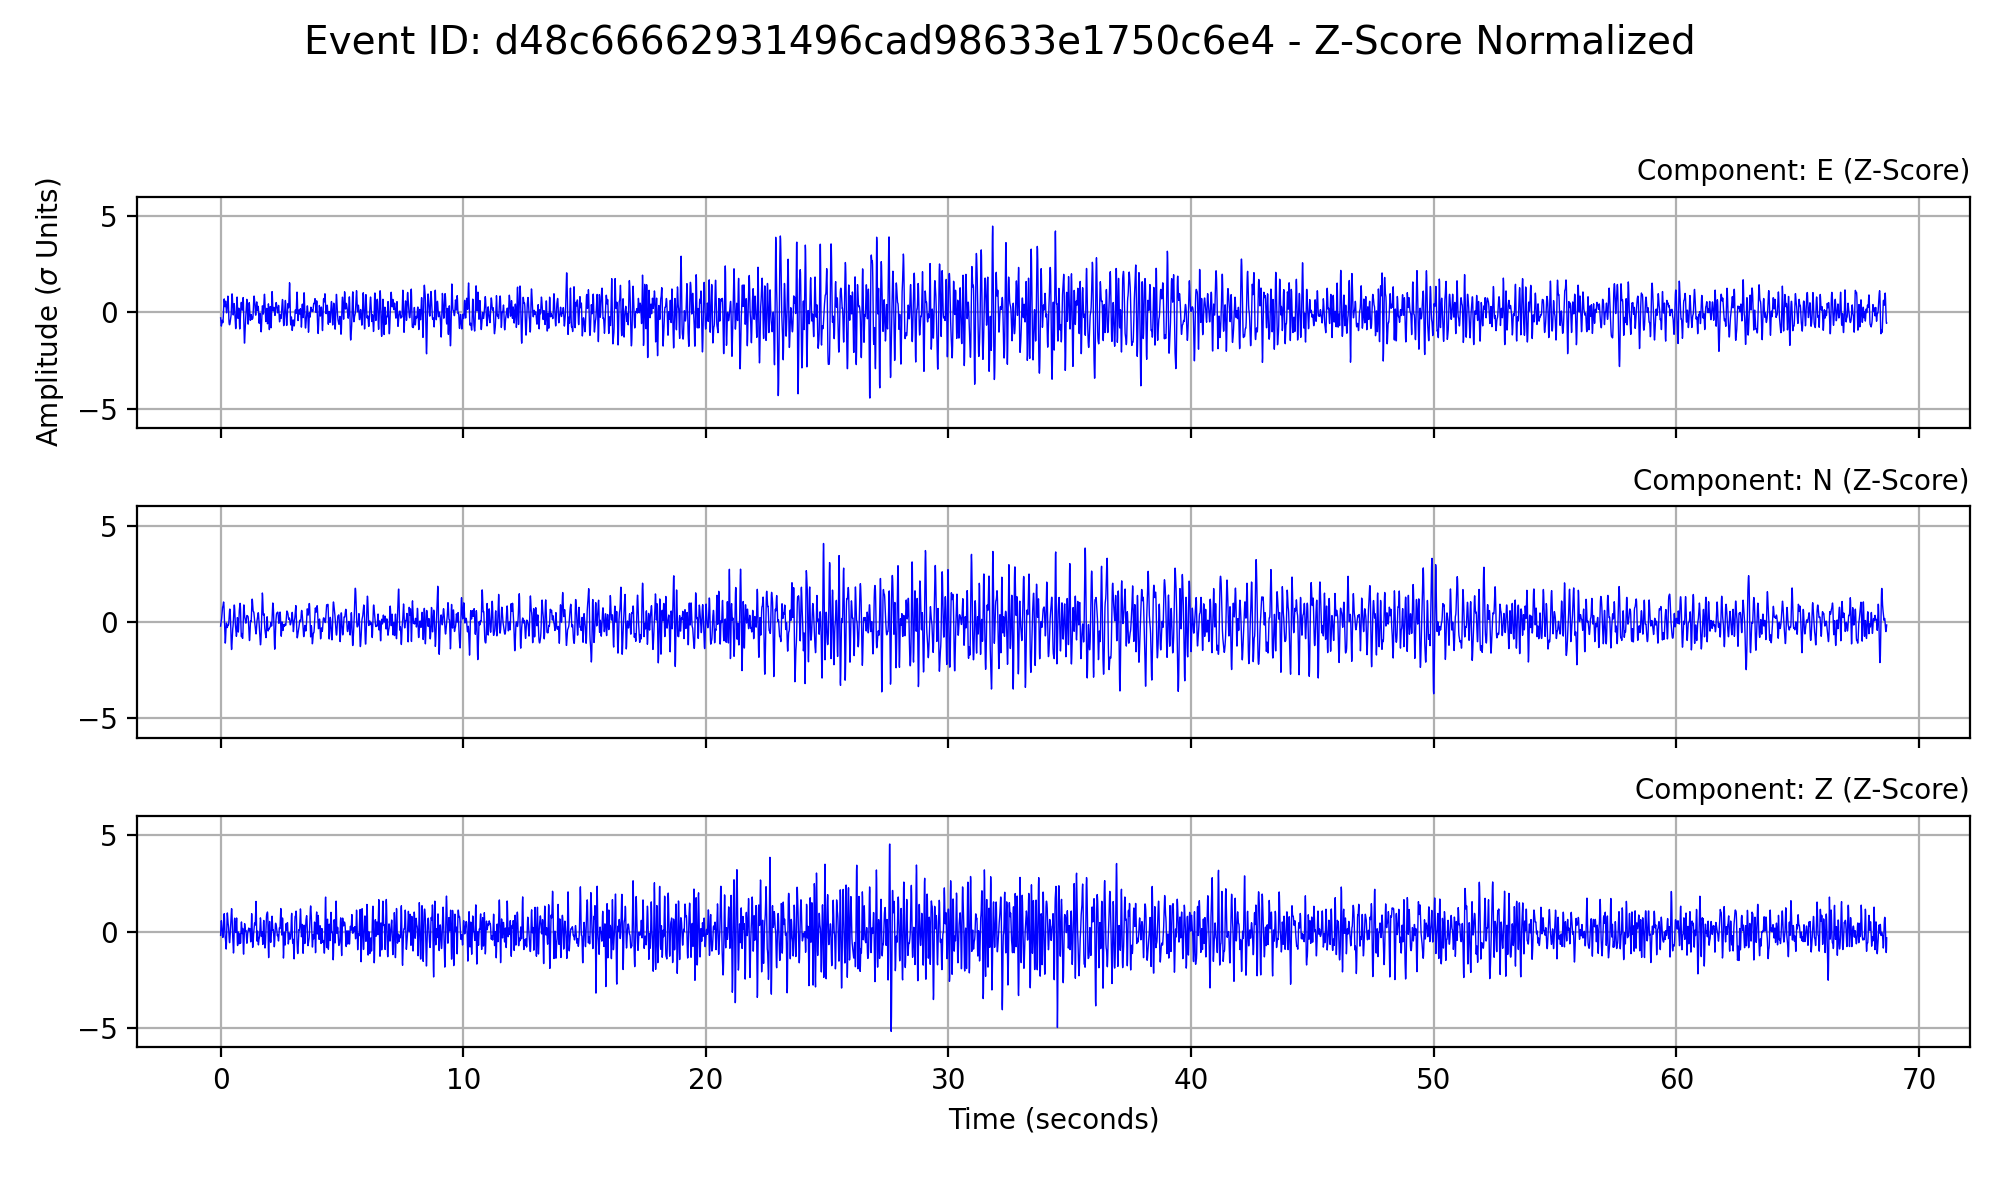 Event ID: d48c66662931496cad98633e1750c6e4 - Z-Score Normalized
Component: E (Z-Score)
Amplitude (σ Units)
5
0
−5
Component: N (Z-Score)
5
0
−5
Component: Z (Z-Score)
5
0
−5
0 10 20 30 40 50 60 70
Time (seconds)